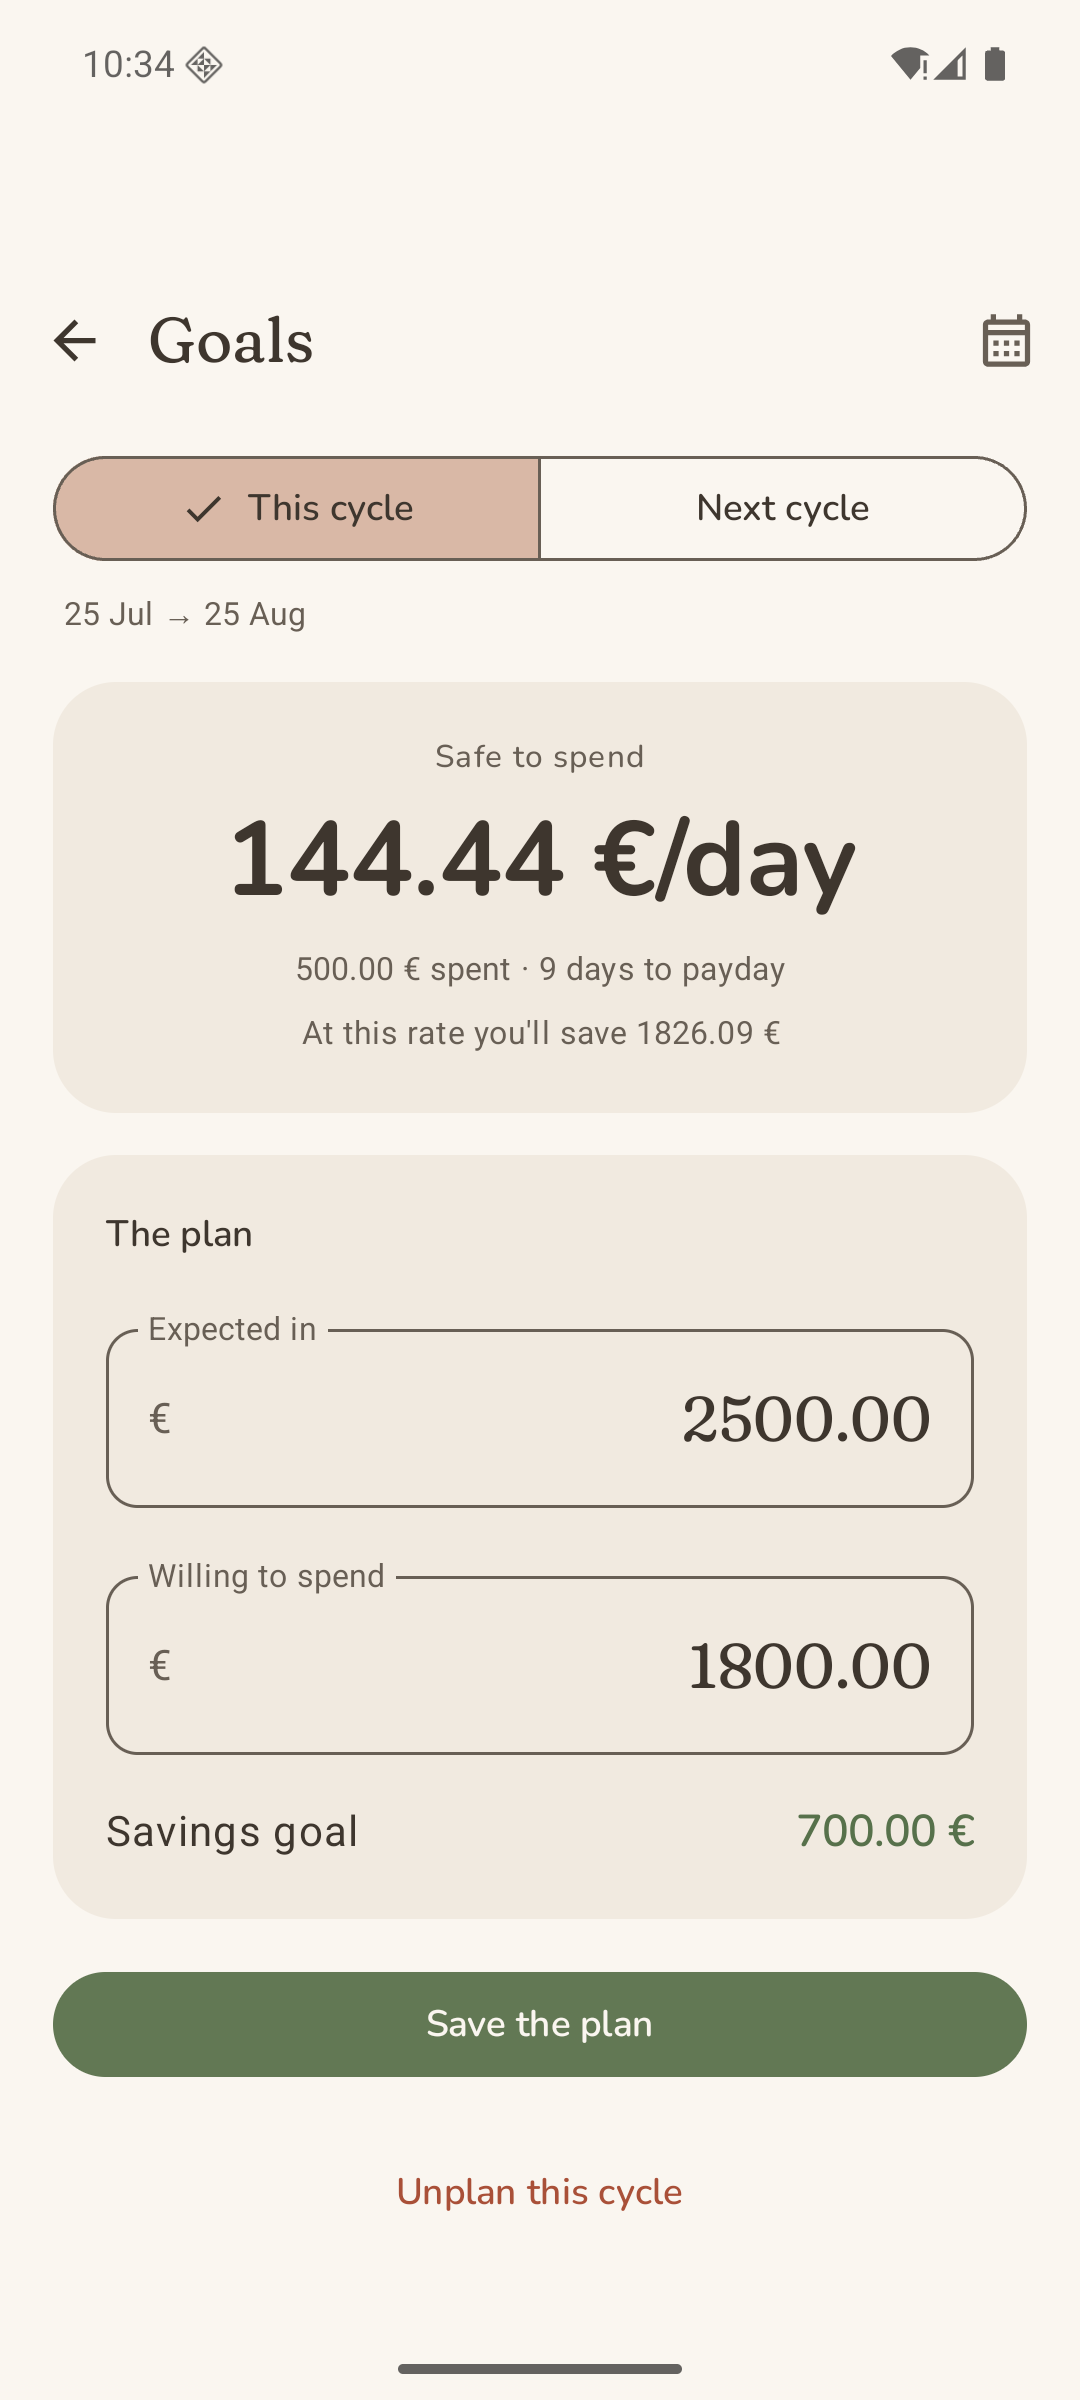 10:34
Goals
This cycle
Next cycle
25 Jul → 25 Aug
Safe to spend
144.44 €/day
500.00 € spent · 9 days to payday
At this rate you'll save 1826.09 €
The plan
Expected in
€ 2500.00
Willing to spend
€ 1800.00
Savings goal 700.00 €
Save the plan
Unplan this cycle